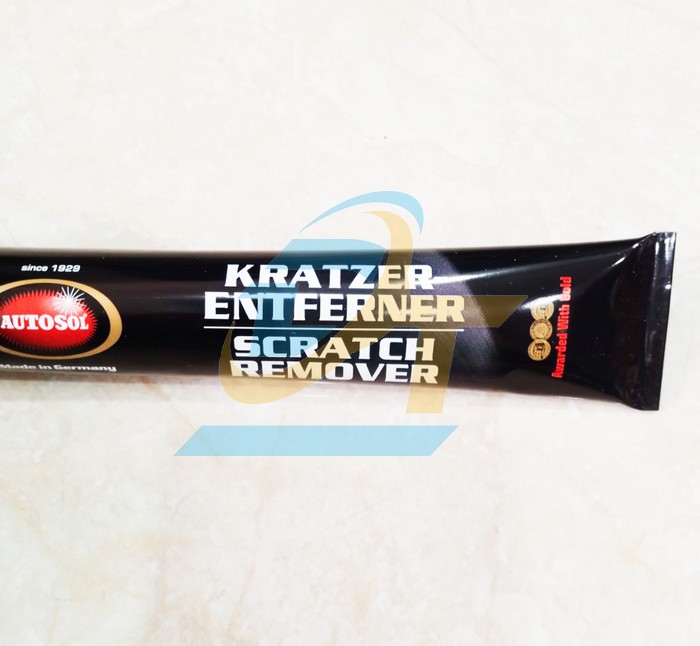 since 1929
AUTOSOL
Made in Germany
KRATZER
ENTFERNER
SCRATCH
REMOVER
Awarded With Gold